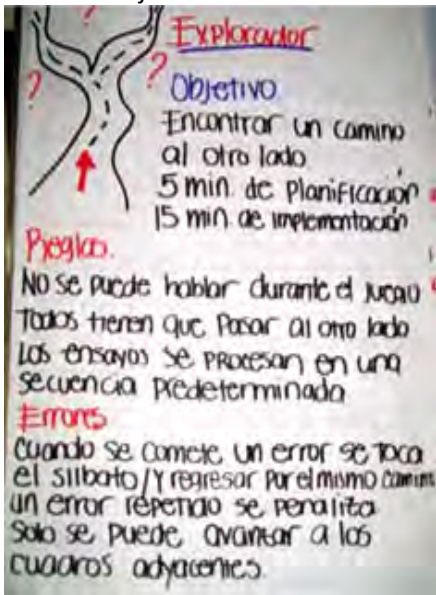 ?
Explorador
?
?
Objetivo
Encontrar un camino
al otro lado
5 min. de Planificación
15 min. de implementación
Reglas.
No se puede hablar durante el juego
Todos tienen que Pasar al otro lado
Los ensayos se procesan en una
secuencia predeterminada
Errores
Cuando se comete un error se toca
el silbato/Y regresar por el mismo camino
un error repetido se penaliza
Solo se puede avanzar a los
cuadros adyacentes.